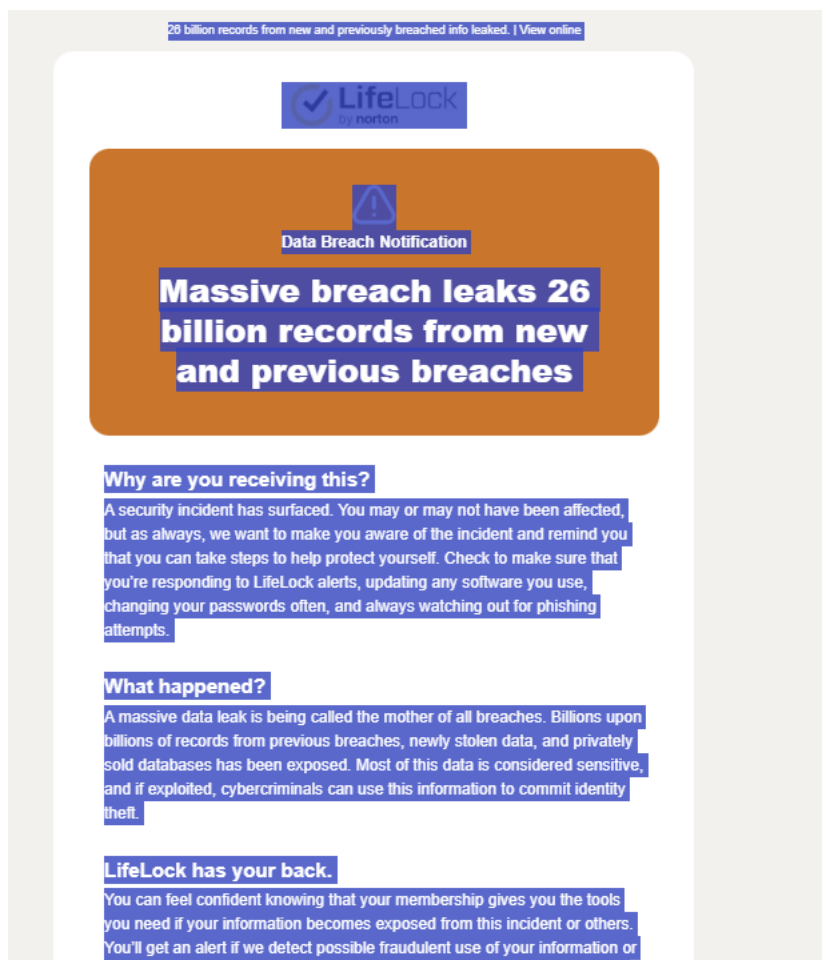 26 billion records from new and previously breached info leaked. | View online
LifeLock
by norton
Data Breach Notification
Massive breach leaks 26
billion records from new
and previous breaches
Why are you receiving this?
A security incident has surfaced. You may or may not have been affected,
but as always, we want to make you aware of the incident and remind you
that you can take steps to help protect yourself. Check to make sure that
you're responding to LifeLock alerts, updating any software you use,
changing your passwords often, and always watching out for phishing
attempts.
What happened?
A massive data leak is being called the mother of all breaches. Billions upon
billions of records from previous breaches, newly stolen data, and privately
sold databases has been exposed. Most of this data is considered sensitive,
and if exploited, cybercriminals can use this information to commit identity
theft.
LifeLock has your back.
You can feel confident knowing that your membership gives you the tools
you need if your information becomes exposed from this incident or others.
You'll get an alert if we detect possible fraudulent use of your information or